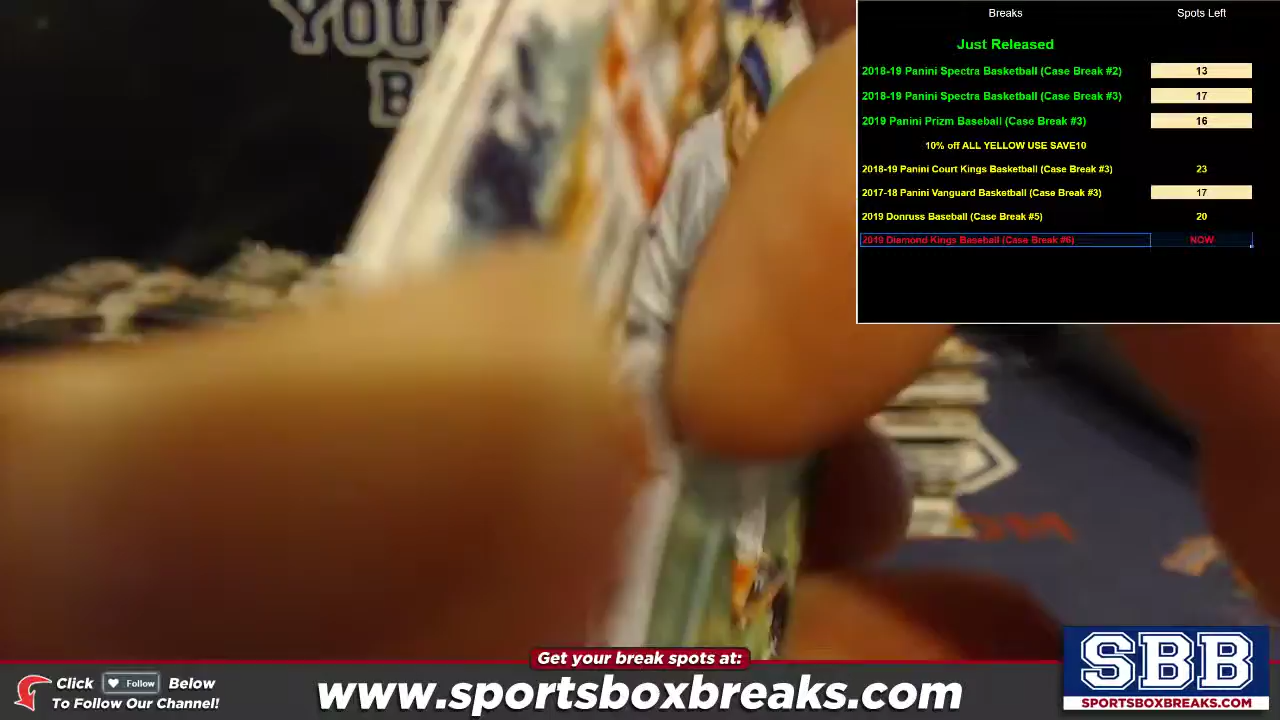 YOU
B
Breaks Spots Left
Just Released
2018-19 Panini Spectra Basketball (Case Break #2) 13
2018-19 Panini Spectra Basketball (Case Break #3) 17
2019 Panini Prizm Baseball (Case Break #3) 16
10% off ALL YELLOW USE SAVE10
2018-19 Panini Court Kings Basketball (Case Break #3) 23
2017-18 Panini Vanguard Basketball (Case Break #3) 17
2019 Donruss Baseball (Case Break #5) 20
2019 Diamond Kings Baseball (Case Break #6) NOW
Get your break spots at:
Click Follow Below
To Follow Our Channel!
www.sportsboxbreaks.com
SBB
SPORTSBOXBREAKS.COM